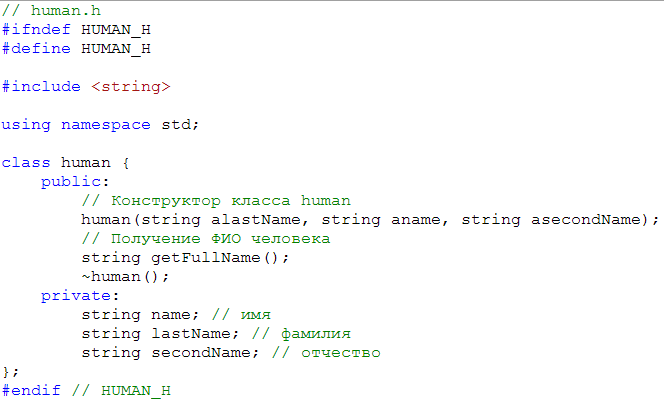 // human.h
#ifndef HUMAN_H
#define HUMAN_H
#include <string>
using namespace std;
class human {
public:
// Конструктор класса human
human(string alastName, string aname, string asecondName);
// Получение ФИО человека
string getFullName();
~human();
private:
string name; // имя
string lastName; // фамилия
string secondName; // отчество
};
#endif // HUMAN_H